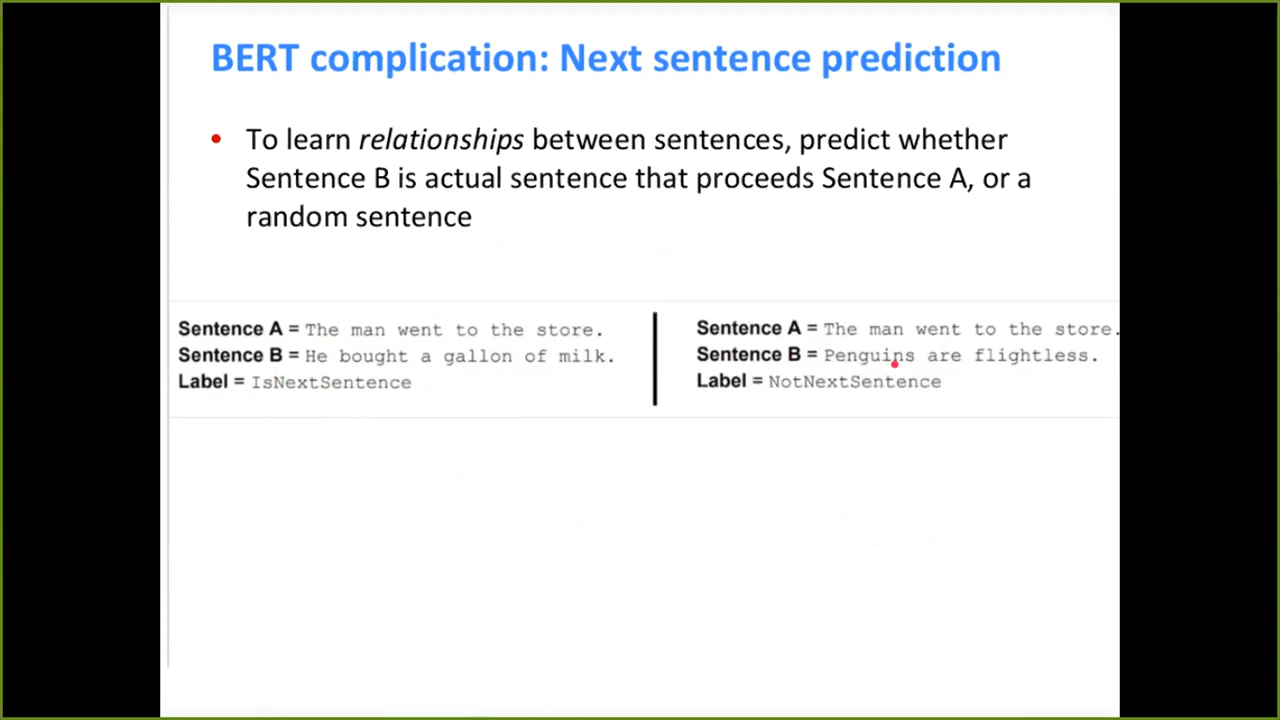 BERT complication: Next sentence prediction
• To learn relationships between sentences, predict whether
Sentence B is actual sentence that proceeds Sentence A, or a
random sentence
Sentence A = The man went to the store.
Sentence B = He bought a gallon of milk.
Label = IsNextSentence
Sentence A = The man went to the store.
Sentence B = Penguins are flightless.
Label = NotNextSentence